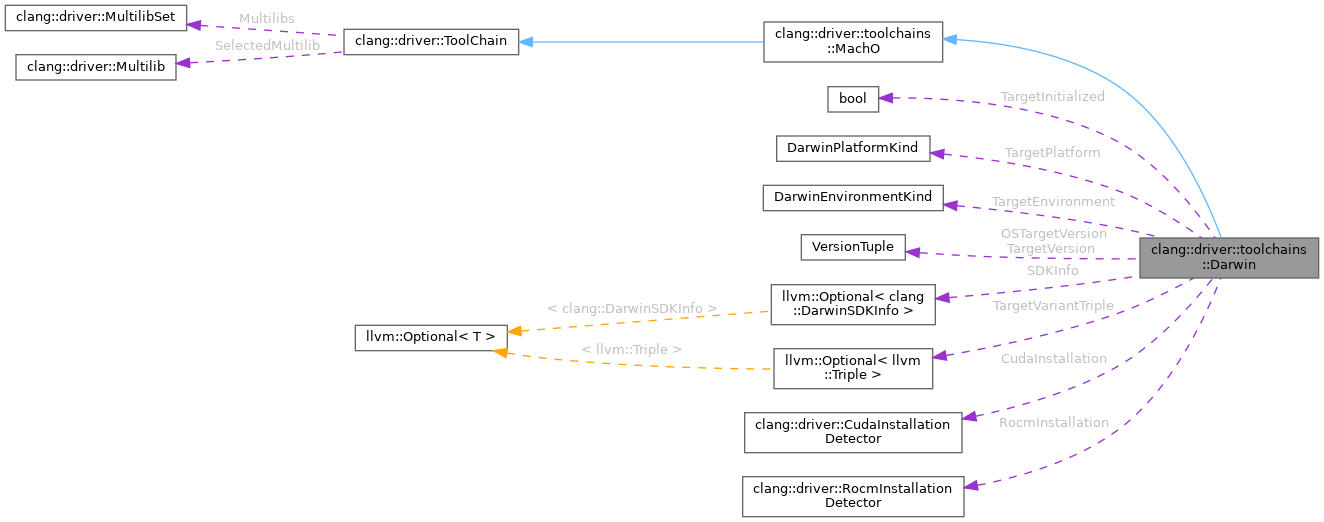 clang::driver::MultilibSet
Multilibs
SelectedMultilib
clang::driver::Multilib
clang::driver::ToolChain
clang::driver::toolchains
::MachO
bool
TargetInitialized
DarwinPlatformKind
TargetPlatform
DarwinEnvironmentKind
TargetEnvironment
VersionTuple
OSTargetVersion
TargetVersion
clang::driver::toolchains
::Darwin
SDKInfo
llvm::Optional< clang
::DarwinSDKInfo >
< clang::DarwinSDKInfo >
TargetVariantTriple
llvm::Optional< T >
< llvm::Triple >
llvm::Optional< llvm
::Triple >
CudaInstallation
clang::driver::CudaInstallation
Detector
RocmInstallation
clang::driver::RocmInstallation
Detector